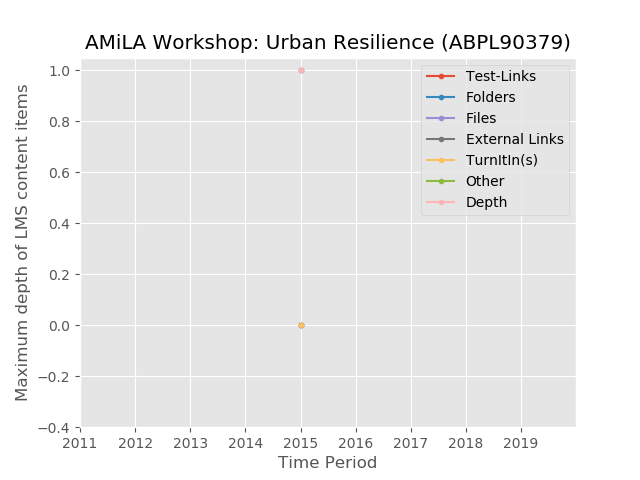 AMiLA Workshop: Urban Resilience (ABPL90379)
Maximum depth of LMS content items
1.0
0.8
0.6
0.4
0.2
0.0
−0.2
−0.4
Test-Links
Folders
Files
External Links
TurnItIn(s)
Other
Depth
2011 2012 2013 2014 2015 2016 2017 2018 2019
Time Period